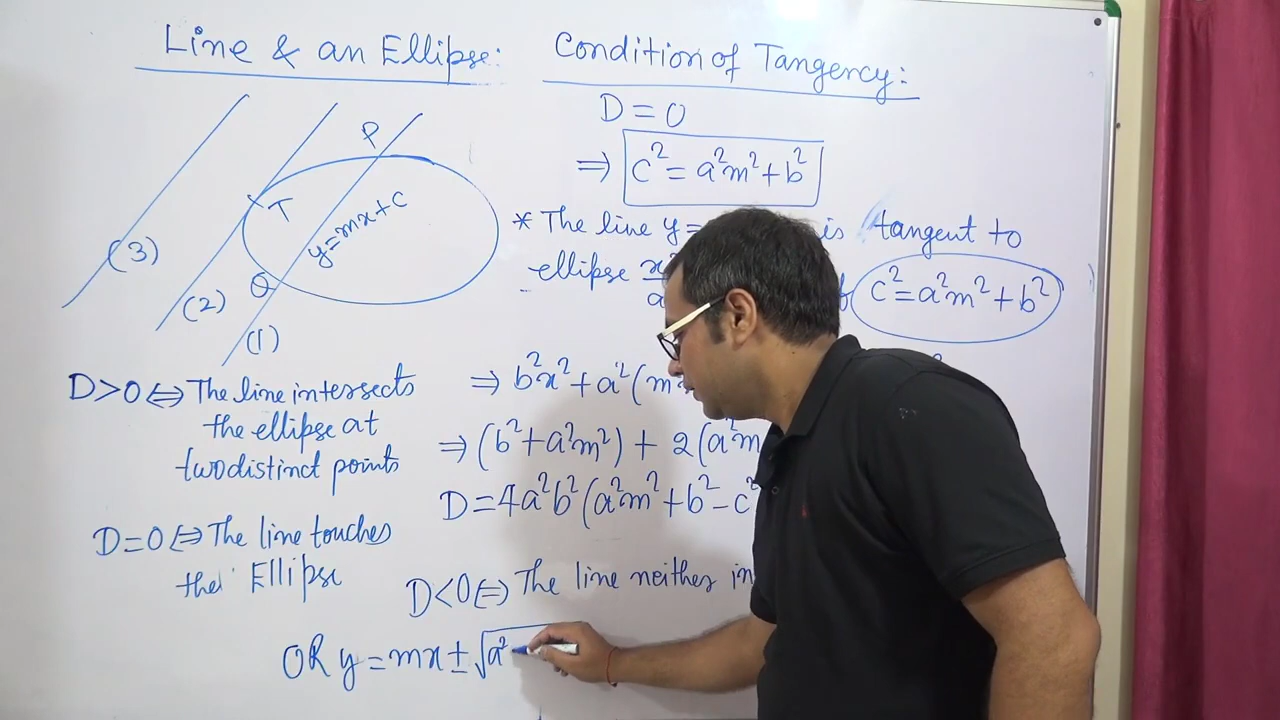 Line & an Ellipse:
Condition of Tangency:
D = 0
⇒ c² = a²m² + b²
* The line y = is tangent to
ellipse c² = a²m² + b²
P
T
Q
y = mx + c
(3)
(2)
(1)
D > 0 ⇔ The line intersects
the ellipse at
two distinct points
D = 0 ⇔ The line touches
the Ellipse
⇒ b²x² + a²(m
⇒ (b² + a²m²) + 2(a²m
D = 4a²b²(a²m² + b² - c²
D < 0 ⇔ The line neither in
OR y = mx ± √a²